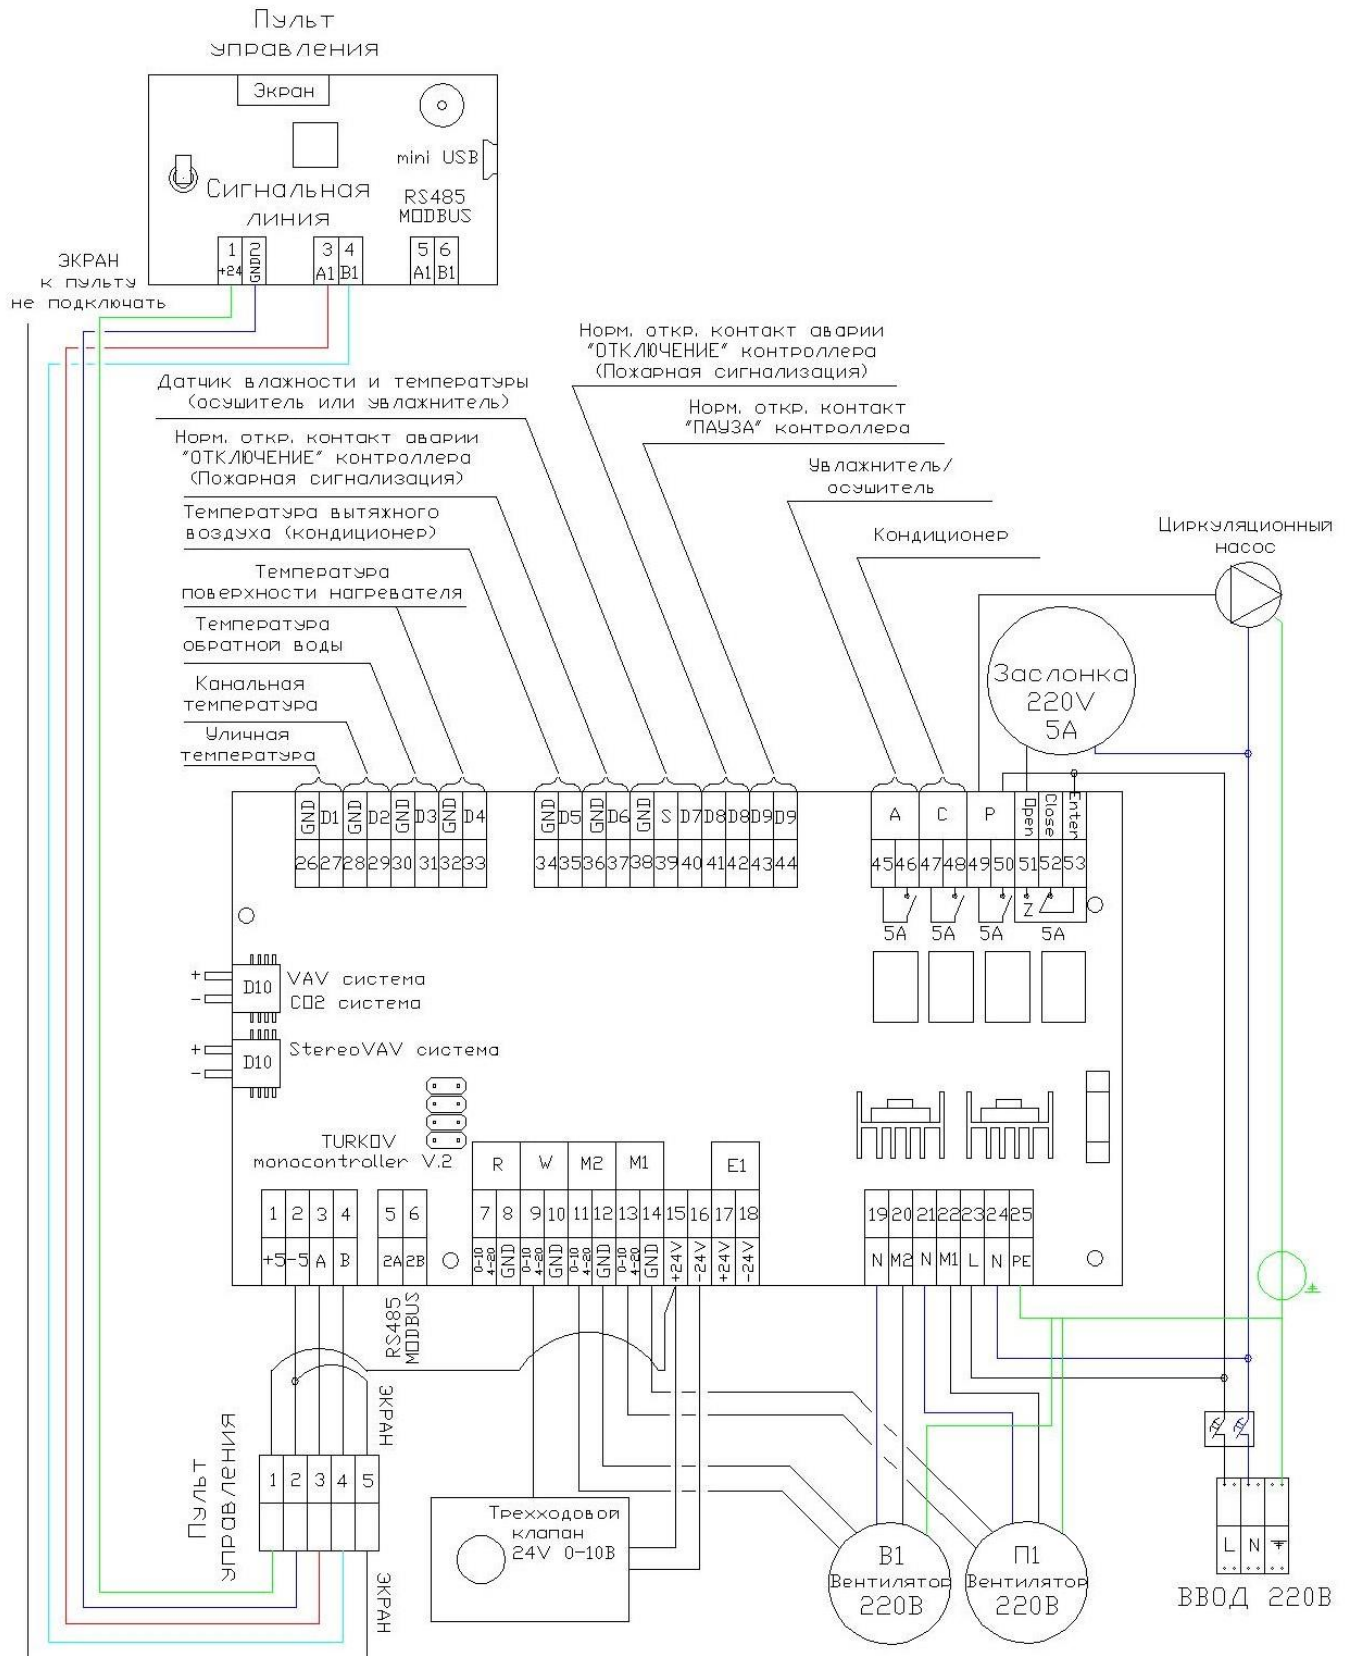 Пульт
управления
Экран
mini USB
Сигнальная
линия
RS485
MODBUS
1 2 3 4 5 6
+24 GND A1 B1 A1 B1
ЭКРАН
к пульту
не подключать
Норм. откр. контакт аварии
"ОТКЛЮЧЕНИЕ" контроллера
(Пожарная сигнализация)
Датчик влажности и температуры
(осушитель или увлажнитель)
Норм. откр. контакт
"ПАУЗА" контроллера
Норм. откр. контакт аварии
"ОТКЛЮЧЕНИЕ" контроллера
(Пожарная сигнализация)
Увлажнитель/
осушитель
Температура вытяжного
воздуха (кондиционер)
Кондиционер
Циркуляционный
насос
Температура
поверхности нагревателя
Температура
обратной воды
Заслонка
220V
5A
Канальная
температура
Уличная
температура
GND D1 GND D2 GND D3 GND D4
26 27 28 29 30 31 32 33
GND D5 GND D6 GND S D7 D8 D8 D9 D9
34 35 36 37 38 39 40 41 42 43 44
A C P Open Close Enter
45 46 47 48 49 50 51 52 53
Z
5A 5A 5A 5A
+
-
D10
VAV система
CO2 система
+
-
D10
StereoVAV система
TURKOV
monocontroller V.2
R W M2 M1 E1
1 2 3 4
+5 -5 A B
5 6
2A 2B
7 8 9 10 11 12 13 14 15 16 17 18
0-10 4-20 GND 0-10 4-20 GND 0-10 4-20 GND 0-10 4-20 GND +24V -24V +24V -24V
19 20 21 22 23 24 25
N M2 N M1 L N PE
RS485
MODBUS
ЭКРАН
Пульт
управления
1 2 3 4 5
ЭКРАН
Трехходовой
клапан
24V 0-10В
В1
Вентилятор
220В
П1
Вентилятор
220В
L N
ВВОД 220В